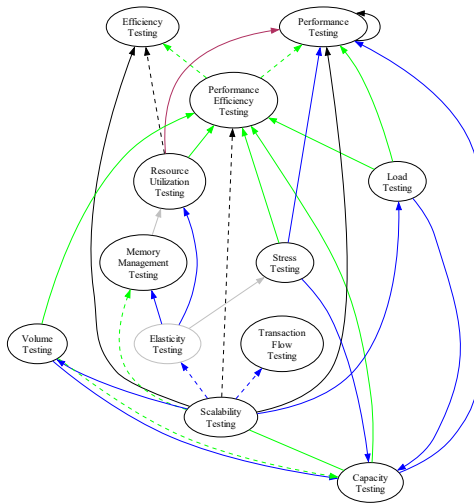 Efficiency
Testing
Performance
Testing
Performance
Efficiency
Testing
Resource
Utilization
Testing
Load
Testing
Memory
Management
Testing
Stress
Testing
Volume
Testing
Elasticity
Testing
Transaction
Flow
Testing
Scalability
Testing
Capacity
Testing